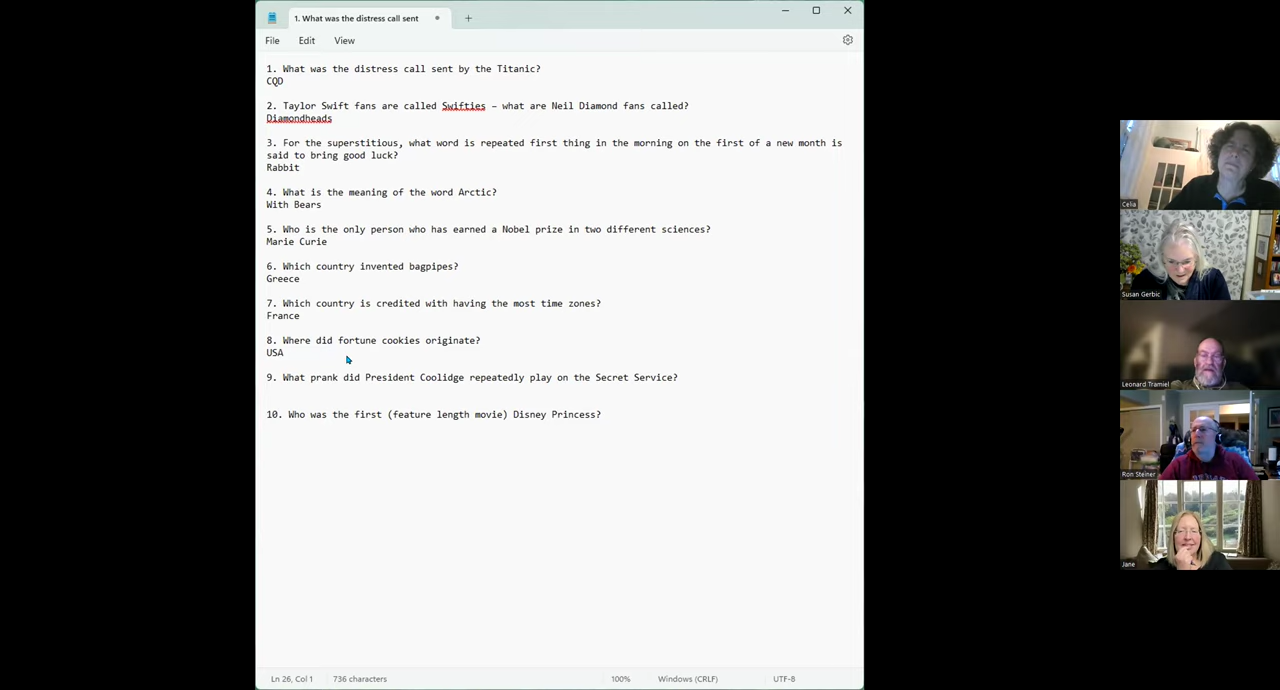 1. What was the distress call sent
File
Edit
View
1. What was the distress call sent by the Titanic?
CQD
2. Taylor Swift fans are called Swifties – what are Neil Diamond fans called?
Diamondheads
3. For the superstitious, what word is repeated first thing in the morning on the first of a new month is
said to bring good luck?
Rabbit
4. What is the meaning of the word Arctic?
With Bears
5. Who is the only person who has earned a Nobel prize in two different sciences?
Marie Curie
6. Which country invented bagpipes?
Greece
7. Which country is credited with having the most time zones?
France
8. Where did fortune cookies originate?
USA
9. What prank did President Coolidge repeatedly play on the Secret Service?
10. Who was the first (feature length movie) Disney Princess?
Ln 26, Col 1
736 characters
100%
Windows (CRLF)
UTF-8
Celia
Susan Gerbic
Leonard Tramiel
Ron Steiner
Jane